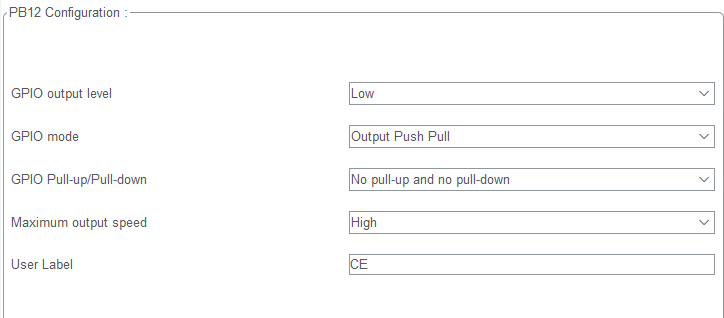 PB12 Configuration :
GPIO output level Low
GPIO mode Output Push Pull
GPIO Pull-up/Pull-down No pull-up and no pull-down
Maximum output speed High
User Label CE